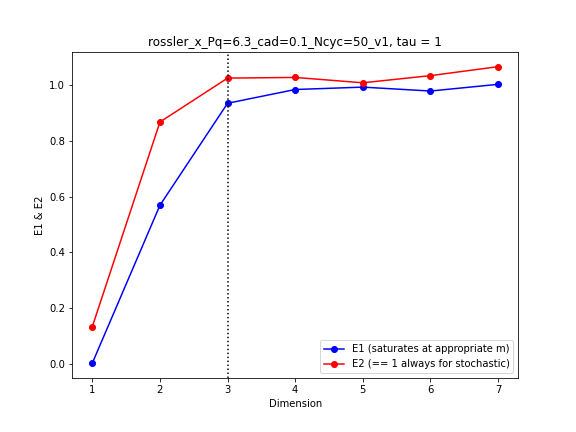 rossler_x_Pq=6.3_cad=0.1_Ncyc=50_v1, tau = 1
E1 & E2
1.0
0.8
0.6
0.4
0.2
0.0
E1 (saturates at appropriate m)
E2 (== 1 always for stochastic)
1 2 3 4 5 6 7
Dimension